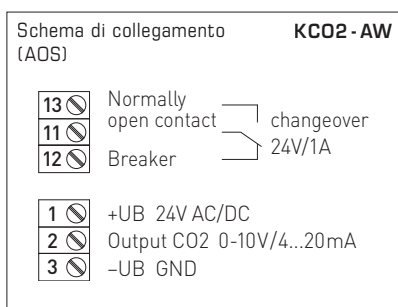 Schema di collegamento KCO2-AW
(AOS)
13 Normally
open contact changeover
11
24V/1A
12 Breaker
1 +UB 24V AC/DC
2 Output CO2 0-10V/4...20mA
3 –UB GND